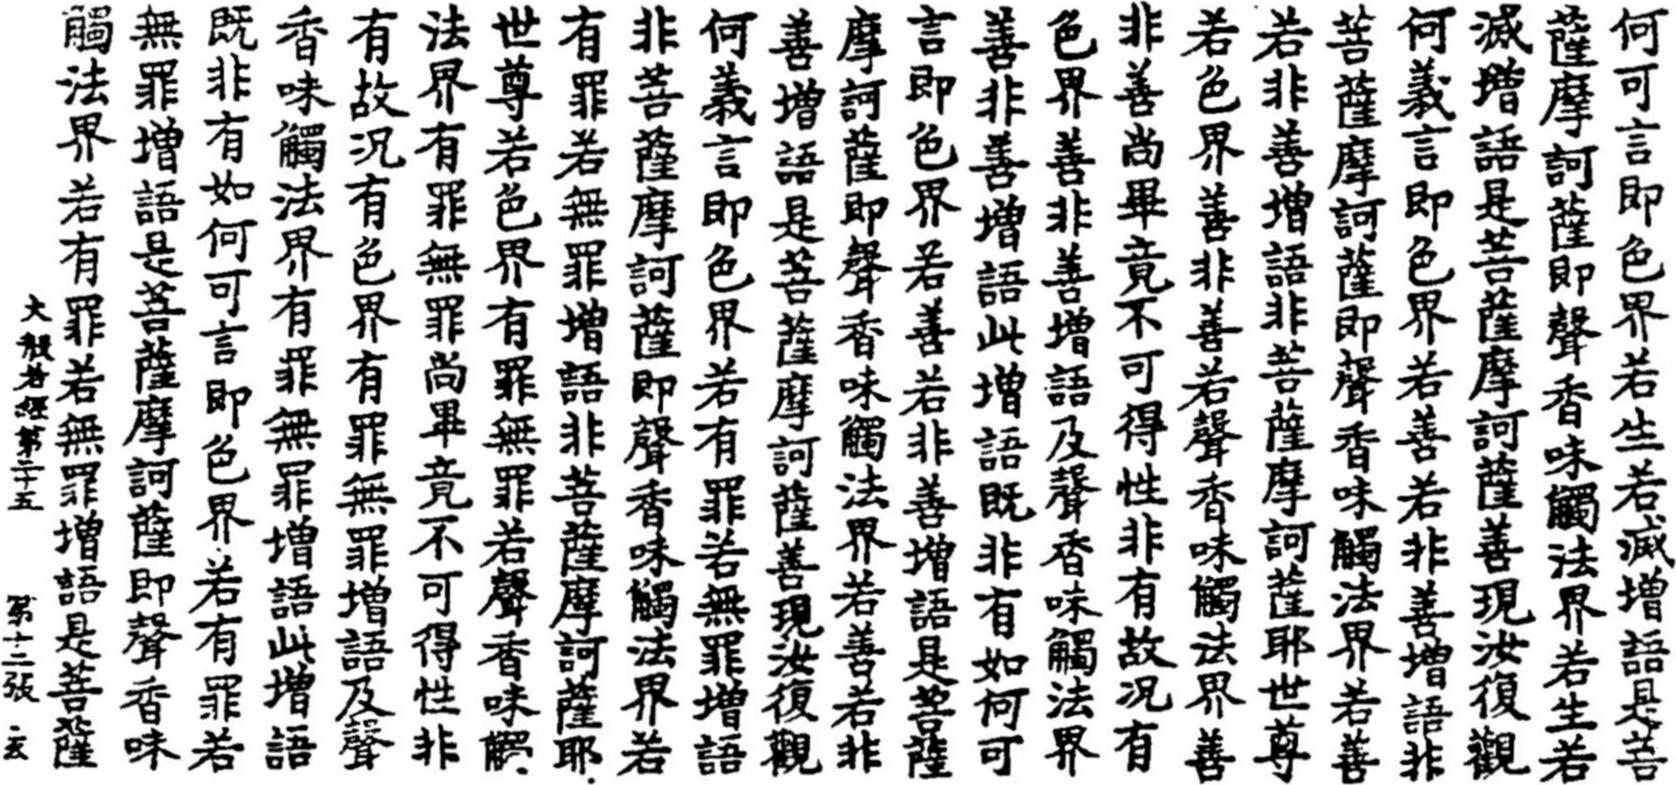 何可言即色界若生若滅增語是菩
薩摩訶薩即聲香味觸法界若生若
滅增語是菩薩摩訶薩善現汝復觀
何義言即色界若善若非善增語非
菩薩摩訶薩即聲香味觸法界若善
若非善增語非菩薩摩訶薩耶世尊
若色界善非善若聲香味觸法界善
非善尚畢竟不可得性非有故況有
色界善非善增語及聲香味觸法界
善非善增語此增語既非有如何可
言即色界若善若非善增語是菩薩
摩訶薩即聲香味觸法界若善若非
善增語是菩薩摩訶薩善現汝復觀
何義言即色界若有罪若無罪增語
非菩薩摩訶薩即聲香味觸法界若
有罪若無罪增語非菩薩摩訶薩耶
世尊若色界有罪無罪若聲香味觸
法界有罪無罪尚畢竟不可得性非
有故況有色界有罪無罪增語及聲
香味觸法界有罪無罪增語此增語
既非有如何可言即色界若有罪若
無罪增語是菩薩摩訶薩即聲香味
觸法界若有罪若無罪增語是菩薩
大般若經第二十五 第十二張 玄